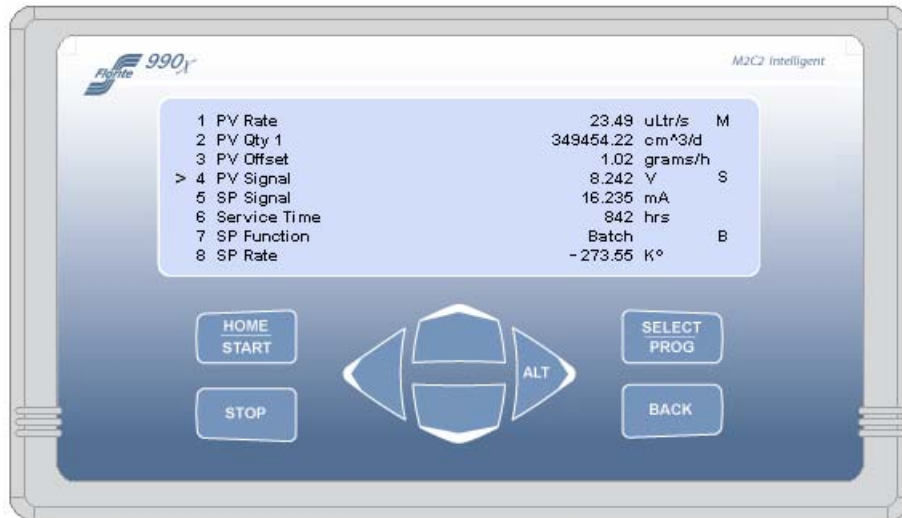 Florite 990x
M2C2 Intelligent
1 PV Rate 23.49 uLtr/s M
2 PV Qty 1 349454.22 cm^3/d
3 PV Offset 1.02 grams/h
> 4 PV Signal 8.242 V S
5 SP Signal 16.235 mA
6 Service Time 842 hrs
7 SP Function Batch B
8 SP Rate -273.55 K°
HOME
START
SELECT
PROG
ALT
STOP
BACK